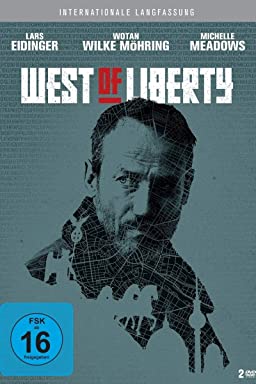 INTERNATIONALE LANGFASSUNG
LARS EIDINGER
WOTAN WILKE MÖHRING
MICHELLE MEADOWS
WEST OF LIBERTY
FSK
ab
16
freigegeben
2 DVD